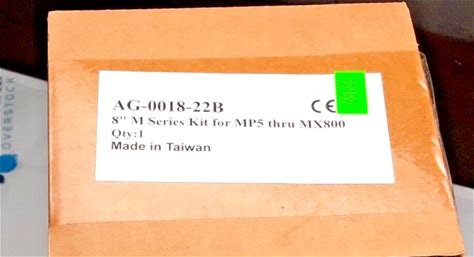 AG-0018-22B
CE
8" M Series Kit for MP5 thru MX800
Qty:1
Made in Taiwan
OVERSTOCK